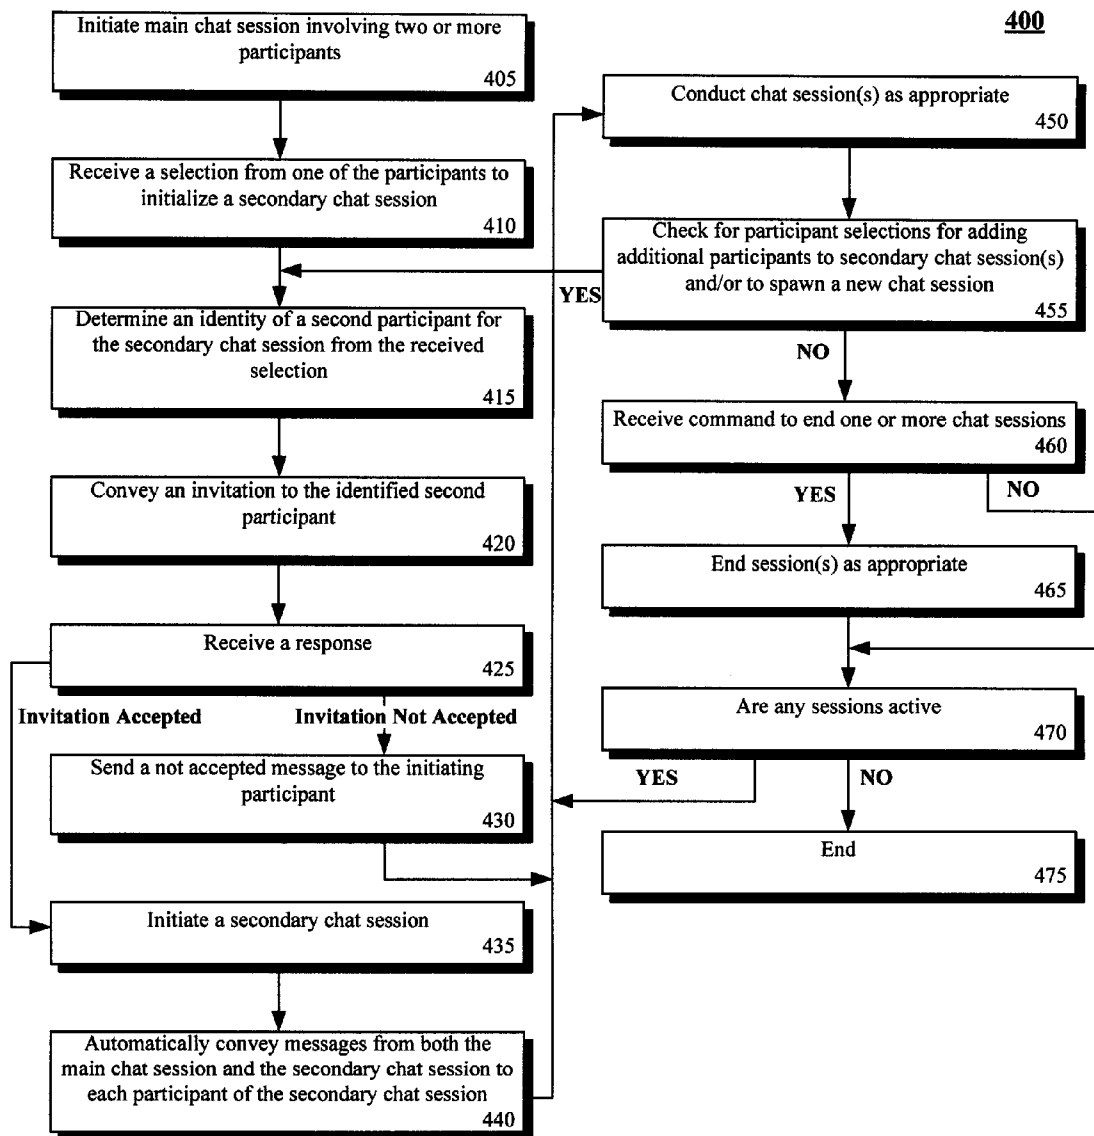 400
Initiate main chat session involving two or more
participants
405
Receive a selection from one of the participants to
initialize a secondary chat session
410
Determine an identity of a second participant for
the secondary chat session from the received
selection
415
Convey an invitation to the identified second
participant
420
Receive a response
425
Invitation Accepted
Invitation Not Accepted
Send a not accepted message to the initiating
participant
430
Initiate a secondary chat session
435
Automatically convey messages from both the
main chat session and the secondary chat session to
each participant of the secondary chat session
440
Conduct chat session(s) as appropriate
450
Check for participant selections for adding
additional participants to secondary chat session(s)
and/or to spawn a new chat session
455
YES
NO
Receive command to end one or more chat sessions
460
YES
NO
End session(s) as appropriate
465
Are any sessions active
470
YES
NO
End
475